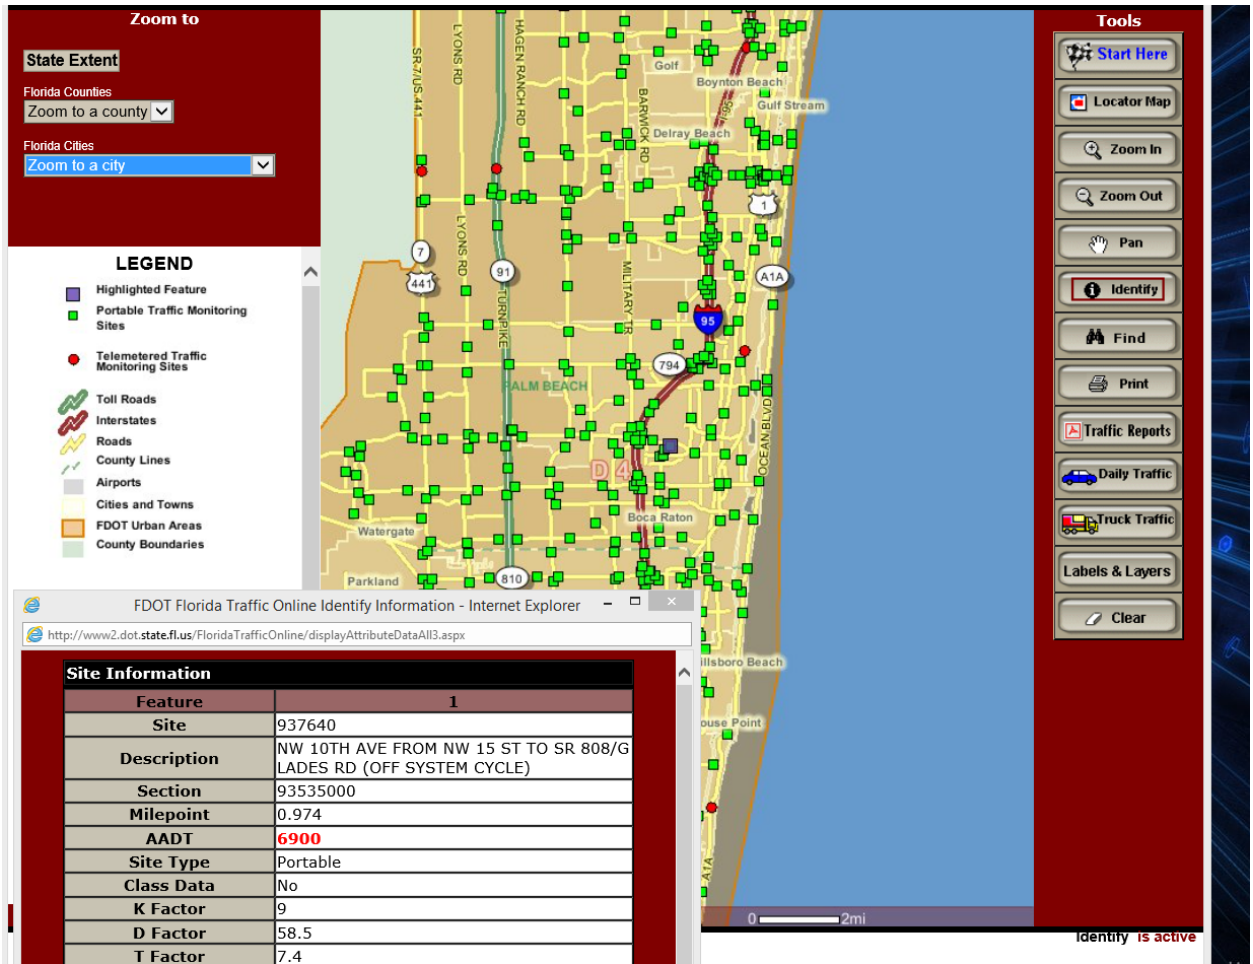 Zoom to
State Extent
Florida Counties
Zoom to a county
Florida Cities
Zoom to a city
LEGEND
Highlighted Feature
Portable Traffic Monitoring
Sites
Telemetered Traffic
Monitoring Sites
Toll Roads
Interstates
Roads
County Lines
Airports
Cities and Towns
FDOT Urban Areas
County Boundaries
SR-7/US-441
LYONS RD
HAGEN RANCH RD
Golf
BARWICK RD
Boynton Beach
I-95
Gulf Stream
Delray Beach
1
LYONS RD
7
441
91
TURNPIKE
MILITARY TR
A1A
95
794
PALM BEACH
OCEAN BLVD
D 4
Boca Raton
Watergate
Parkland
810
illsboro Beach
ouse Point
A1A
0
2mi
Tools
Start Here
Locator Map
Zoom In
Zoom Out
Pan
Identify
Find
Print
Traffic Reports
Daily Traffic
Truck Traffic
Labels & Layers
Clear
Identify is active
FDOT Florida Traffic Online Identify Information - Internet Explorer
http://www2.dot.state.fl.us/FloridaTrafficOnline/displayAttributeDataAll3.aspx
Site Information
Feature 1
Site 937640
Description NW 10TH AVE FROM NW 15 ST TO SR 808/G
LADES RD (OFF SYSTEM CYCLE)
Section 93535000
Milepoint 0.974
AADT 6900
Site Type Portable
Class Data No
K Factor 9
D Factor 58.5
T Factor 7.4